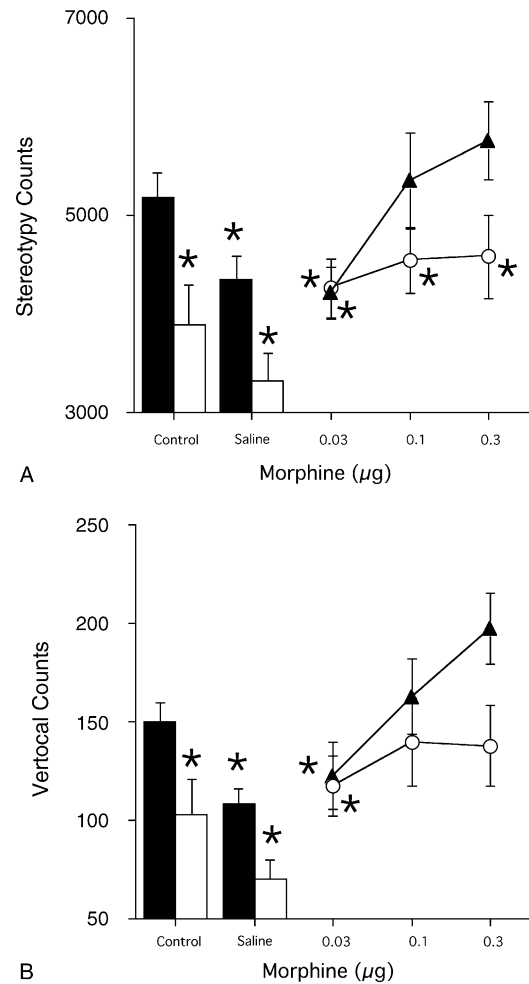 7000
5000
3000
Stereotypy Counts
* * * * * * * *
Control Saline 0.03 0.1 0.3
Morphine (µg)
A
250
200
150
100
50
Vertocal Counts
* * * * *
Control Saline 0.03 0.1 0.3
Morphine (µg)
B